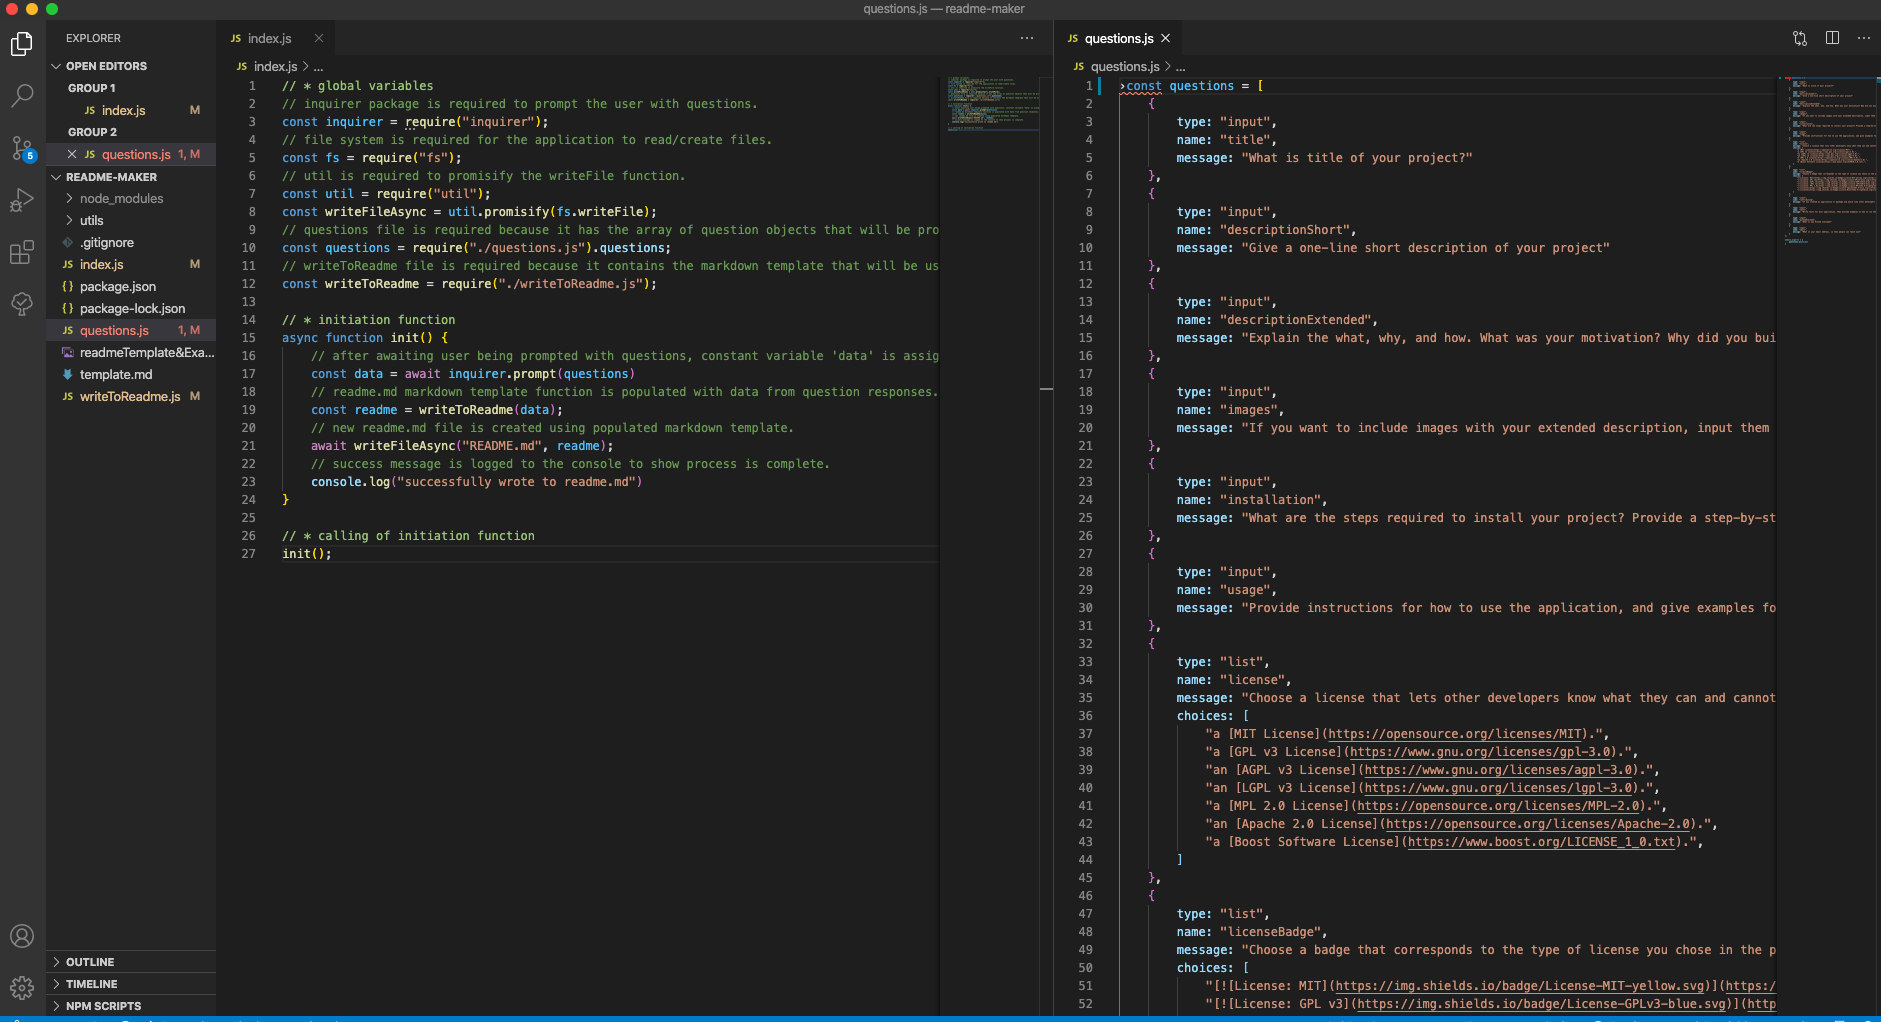 questions.js — readme-maker
EXPLORER
OPEN EDITORS
GROUP 1
JS index.js M
GROUP 2
JS questions.js 1, M
README-MAKER
node_modules
utils
.gitignore
JS index.js M
{} package.json
{} package-lock.json
JS questions.js 1, M
readmeTemplate&Exa...
template.md
JS writeToReadme.js M
OUTLINE
TIMELINE
NPM SCRIPTS
5
JS index.js
JS index.js > ...
1 // * global variables
2 // inquirer package is required to prompt the user with questions.
3 const inquirer = require("inquirer");
4 // file system is required for the application to read/create files.
5 const fs = require("fs");
6 // util is required to promisify the writeFile function.
7 const util = require("util");
8 const writeFileAsync = util.promisify(fs.writeFile);
9 // questions file is required because it has the array of question objects that will be pro
10 const questions = require("./questions.js").questions;
11 // writeToReadme file is required because it contains the markdown template that will be us
12 const writeToReadme = require("./writeToReadme.js");
13
14 // * initiation function
15 async function init() {
16 // after awaiting user being prompted with questions, constant variable 'data' is assig
17 const data = await inquirer.prompt(questions)
18 // readme.md markdown template function is populated with data from question responses.
19 const readme = writeToReadme(data);
20 // new readme.md file is created using populated markdown template.
21 await writeFileAsync("README.md", readme);
22 // success message is logged to the console to show process is complete.
23 console.log("successfully wrote to readme.md")
24 }
25
26 // * calling of initiation function
27 init();
JS questions.js
JS questions.js > ...
1 >const questions = [
2 {
3 type: "input",
4 name: "title",
5 message: "What is title of your project?"
6 },
7 {
8 type: "input",
9 name: "descriptionShort",
10 message: "Give a one-line short description of your project"
11 },
12 {
13 type: "input",
14 name: "descriptionExtended",
15 message: "Explain the what, why, and how. What was your motivation? Why did you bui
16 },
17 {
18 type: "input",
19 name: "images",
20 message: "If you want to include images with your extended description, input them
21 },
22 {
23 type: "input",
24 name: "installation",
25 message: "What are the steps required to install your project? Provide a step-by-st
26 },
27 {
28 type: "input",
29 name: "usage",
30 message: "Provide instructions for how to use the application, and give examples fo
31 },
32 {
33 type: "list",
34 name: "license",
35 message: "Choose a license that lets other developers know what they can and cannot
36 choices: [
37 "a [MIT License](https://opensource.org/licenses/MIT).",
38 "a [GPL v3 License](https://www.gnu.org/licenses/gpl-3.0).",
39 "an [AGPL v3 License](https://www.gnu.org/licenses/agpl-3.0).",
40 "an [LGPL v3 License](https://www.gnu.org/licenses/lgpl-3.0).",
41 "a [MPL 2.0 License](https://opensource.org/licenses/MPL-2.0).",
42 "an [Apache 2.0 License](https://opensource.org/licenses/Apache-2.0).",
43 "a [Boost Software License](https://www.boost.org/LICENSE_1_0.txt).",
44 ]
45 },
46 {
47 type: "list",
48 name: "licenseBadge",
49 message: "Choose a badge that corresponds to the type of license you chose in the p
50 choices: [
51 "[![License: MIT](https://img.shields.io/badge/License-MIT-yellow.svg)](https:/
52 "[![License: GPL v3](https://img.shields.io/badge/License-GPLv3-blue.svg)](http